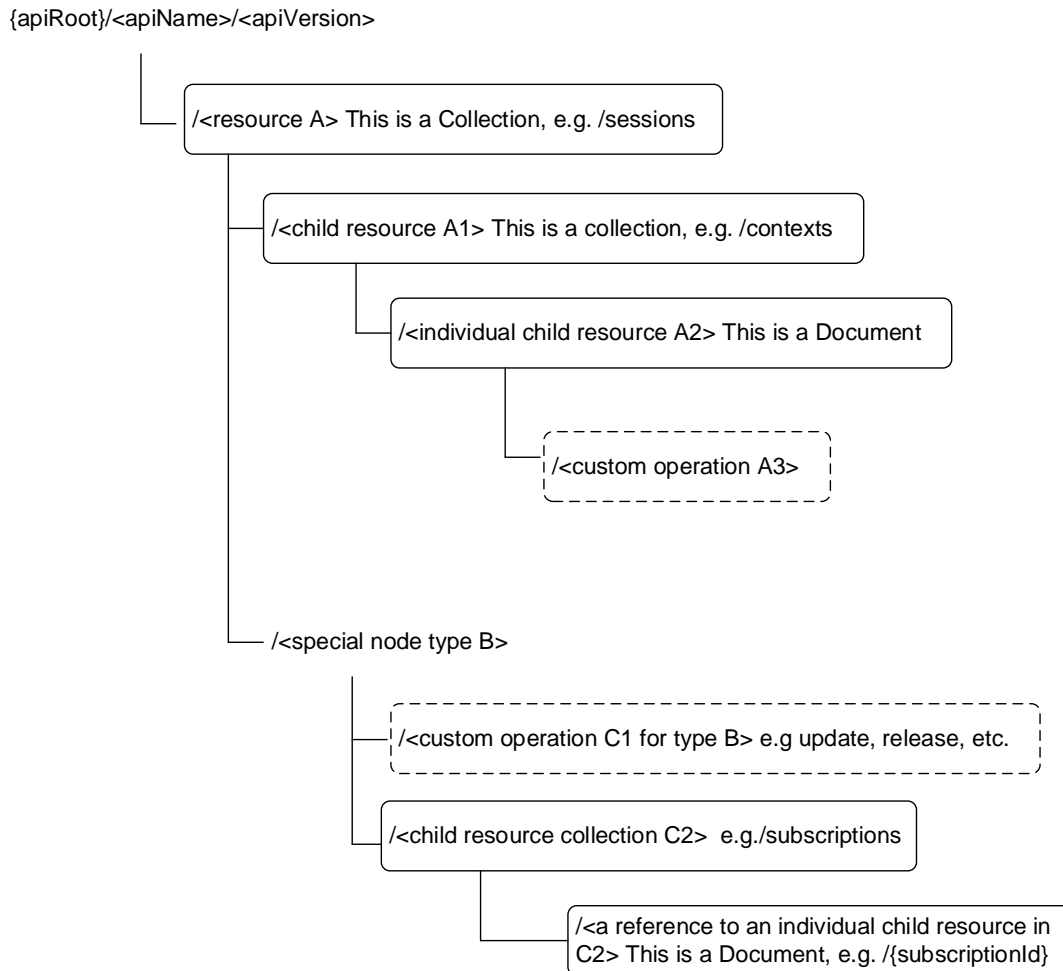 {apiRoot}/<apiName>/<apiVersion>
/<resource A> This is a Collection, e.g. /sessions
/<child resource A1> This is a collection, e.g. /contexts
/<individual child resource A2> This is a Document
/<custom operation A3>
/<special node type B>
/<custom operation C1 for type B> e.g update, release, etc.
/<child resource collection C2>  e.g./subscriptions
/<a reference to an individual child resource in
C2> This is a Document, e.g. /{subscriptionId}